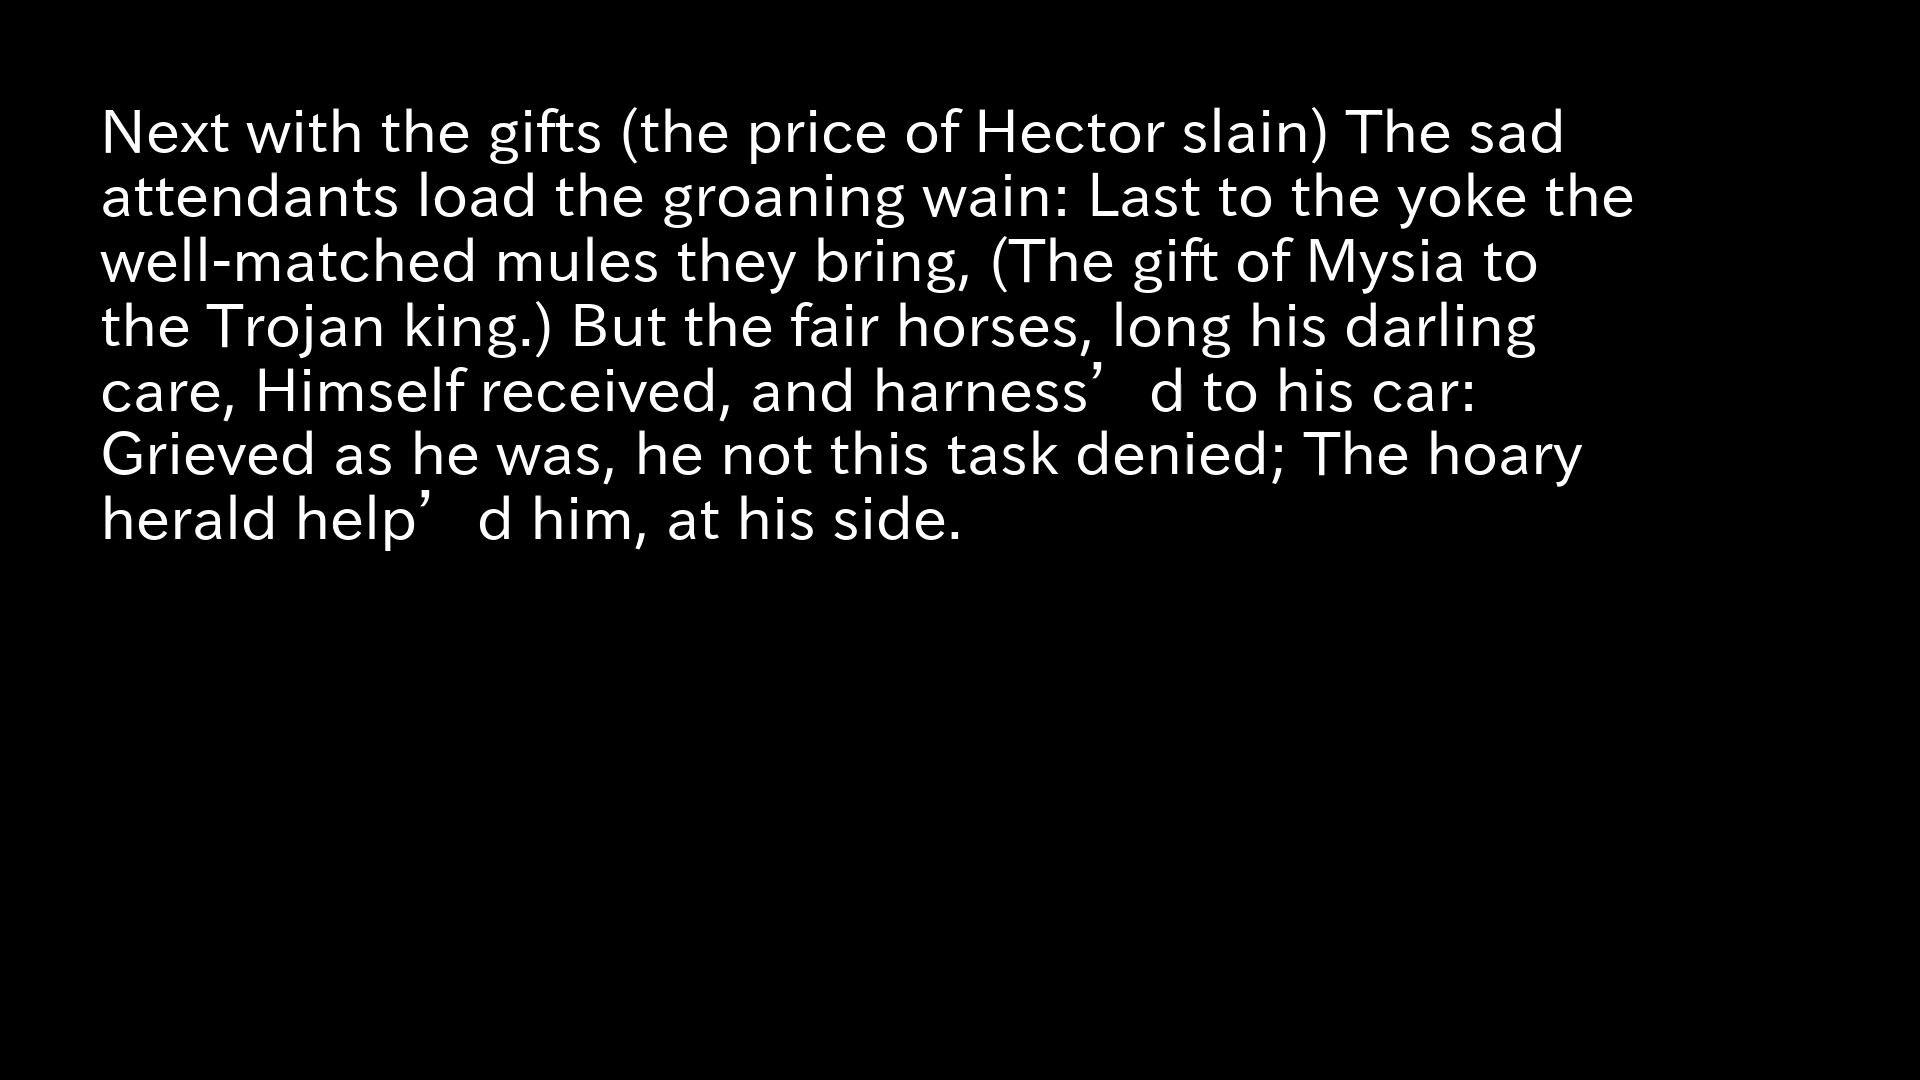 Next with the gifts (the price of Hector slain) The sad
attendants load the groaning wain: Last to the yoke the
well-matched mules they bring, (The gift of Mysia to
the Trojan king.) But the fair horses, long his darling
care, Himself received, and harness’d to his car:
Grieved as he was, he not this task denied; The hoary
herald help’d him, at his side.